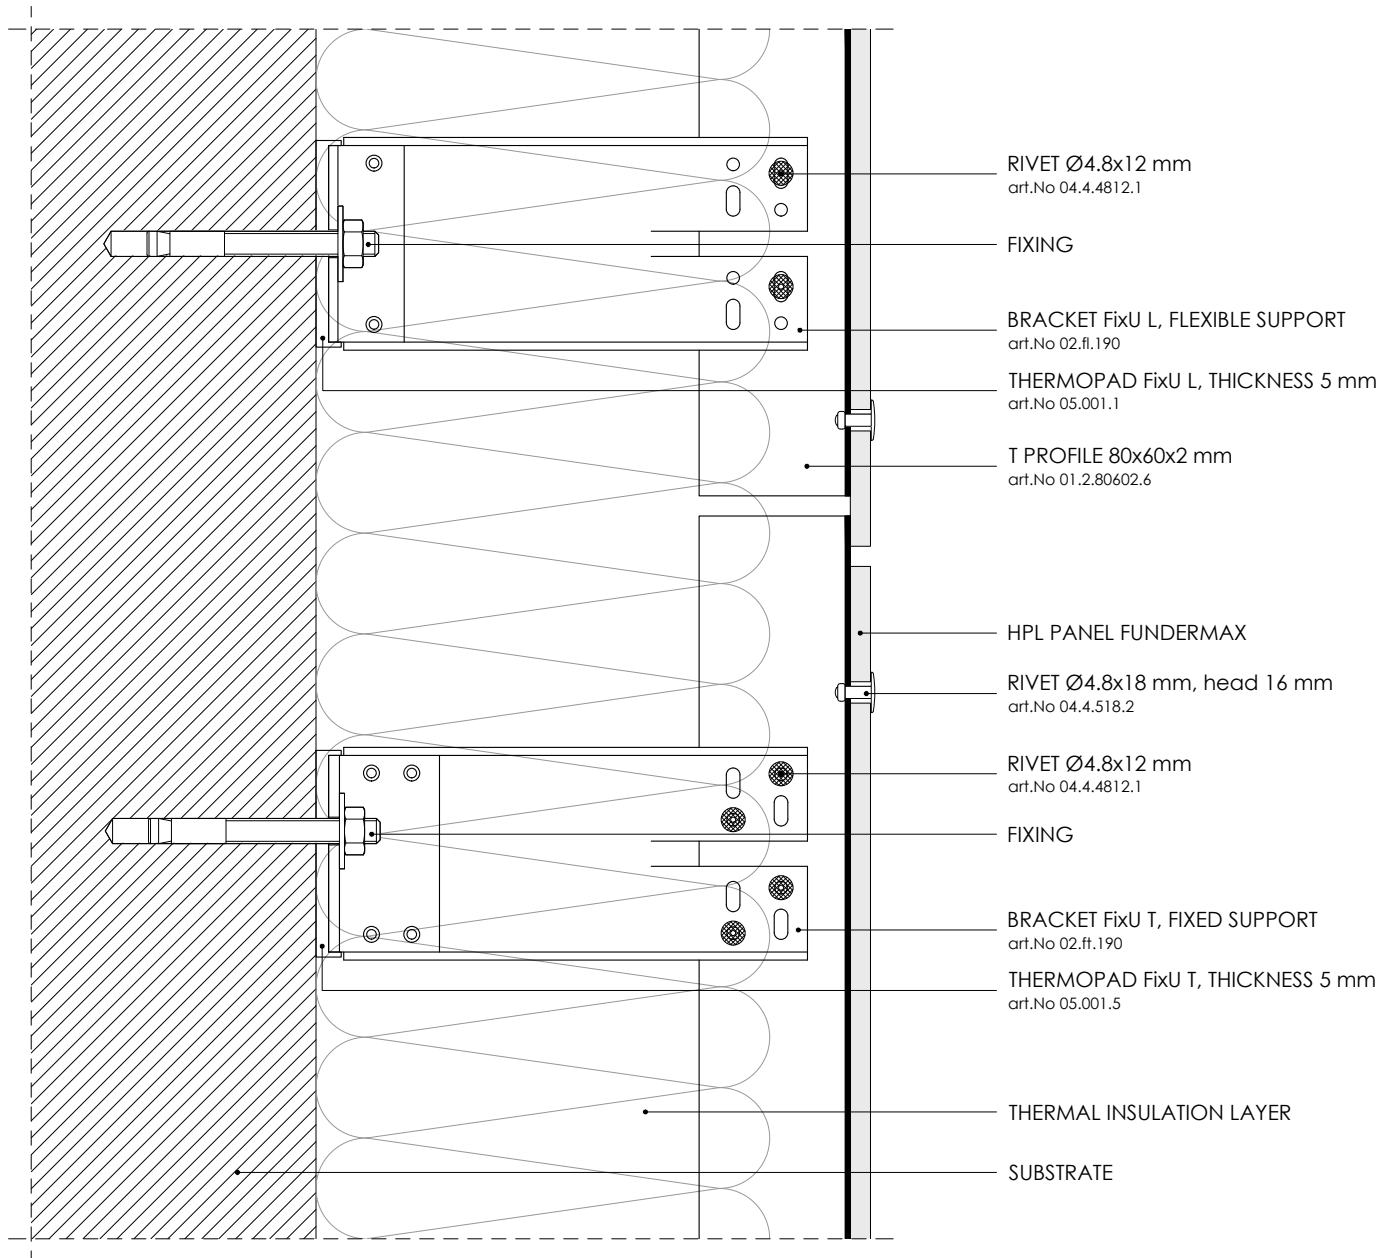 RIVET Ø4.8x12 mm
art.No 04.4.4812.1
FIXING
BRACKET FixU L, FLEXIBLE SUPPORT
art.No 02.fl.190
THERMOPAD FixU L, THICKNESS 5 mm
art.No 05.001.1
T PROFILE 80x60x2 mm
art.No 01.2.80602.6
HPL PANEL FUNDERMAX
RIVET Ø4.8x18 mm, head 16 mm
art.No 04.4.518.2
RIVET Ø4.8x12 mm
art.No 04.4.4812.1
FIXING
BRACKET FixU T, FIXED SUPPORT
art.No 02.ft.190
THERMOPAD FixU T, THICKNESS 5 mm
art.No 05.001.5
THERMAL INSULATION LAYER
SUBSTRATE